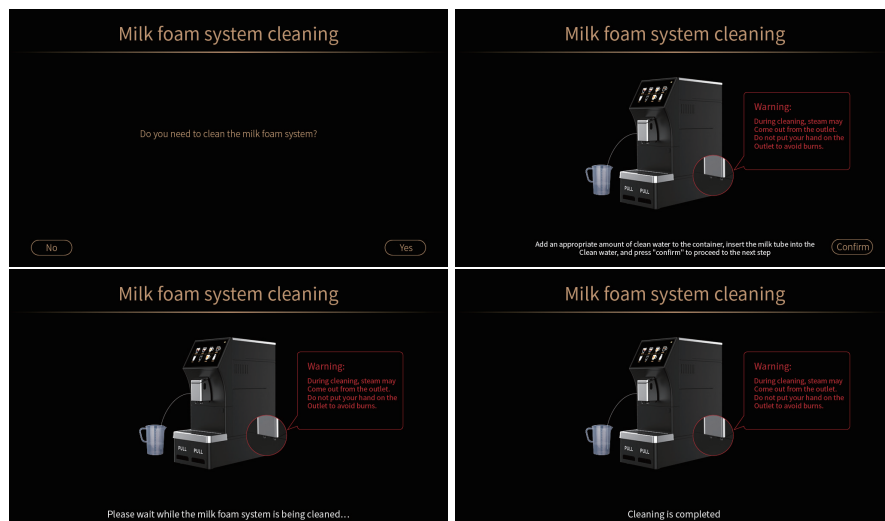 Milk foam system cleaning
Do you need to clean the milk foam system?
No
Yes
Milk foam system cleaning
Warning:
During cleaning, steam may
Come out from the outlet.
Do not put your hand on the
Outlet to avoid burns.
PULL PULL
Add an appropriate amount of clean water to the container, insert the milk tube into the
Clean water, and press "confirm" to proceed to the next step
Confirm
Milk foam system cleaning
Warning:
During cleaning, steam may
Come out from the outlet.
Do not put your hand on the
Outlet to avoid burns.
PULL PULL
Please wait while the milk foam system is being cleaned...
Milk foam system cleaning
Warning:
During cleaning, steam may
Come out from the outlet.
Do not put your hand on the
Outlet to avoid burns.
PULL PULL
Cleaning is completed